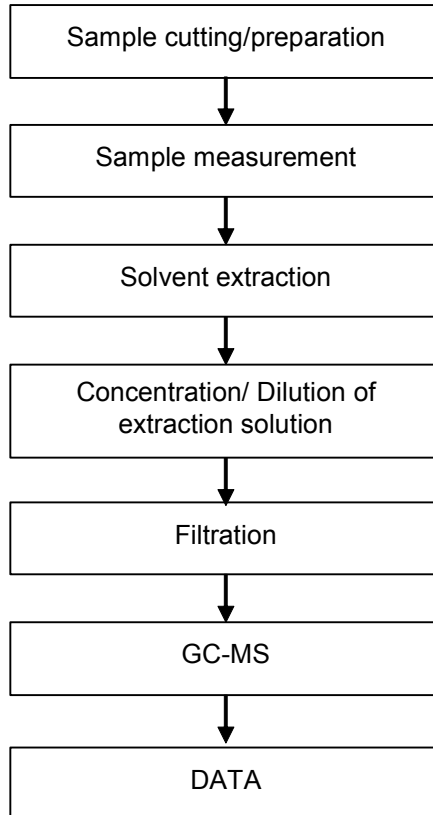 Sample cutting/preparation
Sample measurement
Solvent extraction
Concentration/ Dilution of
extraction solution
Filtration
GC-MS
DATA